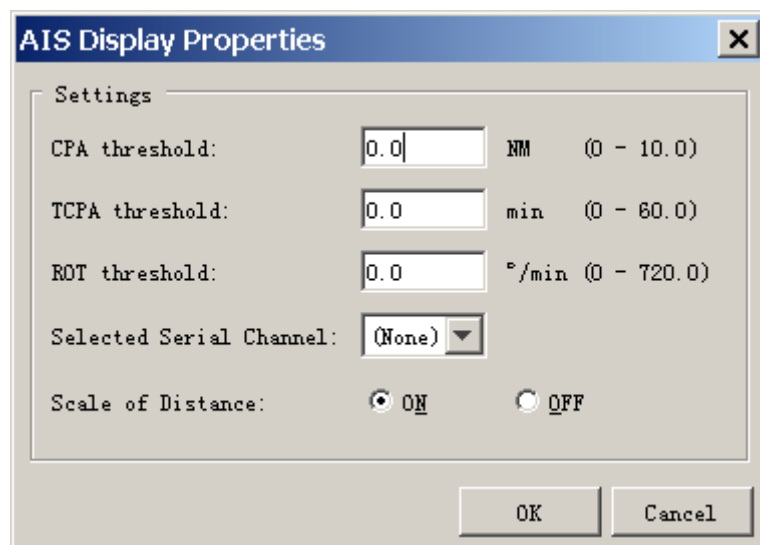 AIS Display Properties
Settings
CPA threshold: 0.0 NM (0 - 10.0)
TCPA threshold: 0.0 min (0 - 60.0)
ROT threshold: 0.0 °/min (0 - 720.0)
Selected Serial Channel: (None)
Scale of Distance: ON OFF
OK Cancel